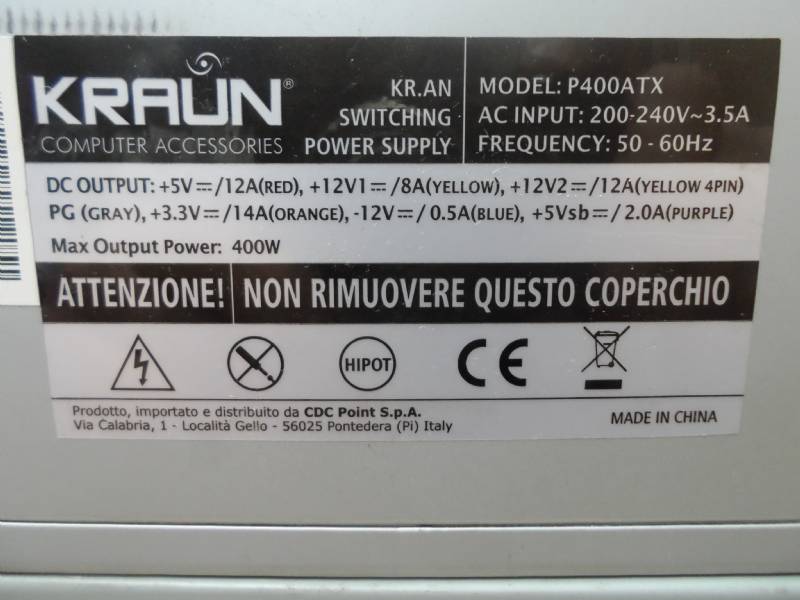 KRAUN®
COMPUTER ACCESSORIES
KR.AN
SWITCHING
POWER SUPPLY
MODEL: P400ATX
AC INPUT: 200-240V~3.5A
FREQUENCY: 50 - 60Hz
DC OUTPUT: +5V⎓/12A(RED), +12V1⎓/8A(YELLOW), +12V2⎓/12A(YELLOW 4PIN)
PG (GRAY), +3.3V⎓/14A(ORANGE), -12V⎓/ 0.5A(BLUE), +5Vsb⎓/ 2.0A(PURPLE)
Max Output Power: 400W
ATTENZIONE! NON RIMUOVERE QUESTO COPERCHIO
HIPOT
CE
Prodotto, importato e distribuito da CDC Point S.p.A.
Via Calabria, 1 - Località Gello - 56025 Pontedera (Pi) Italy
MADE IN CHINA